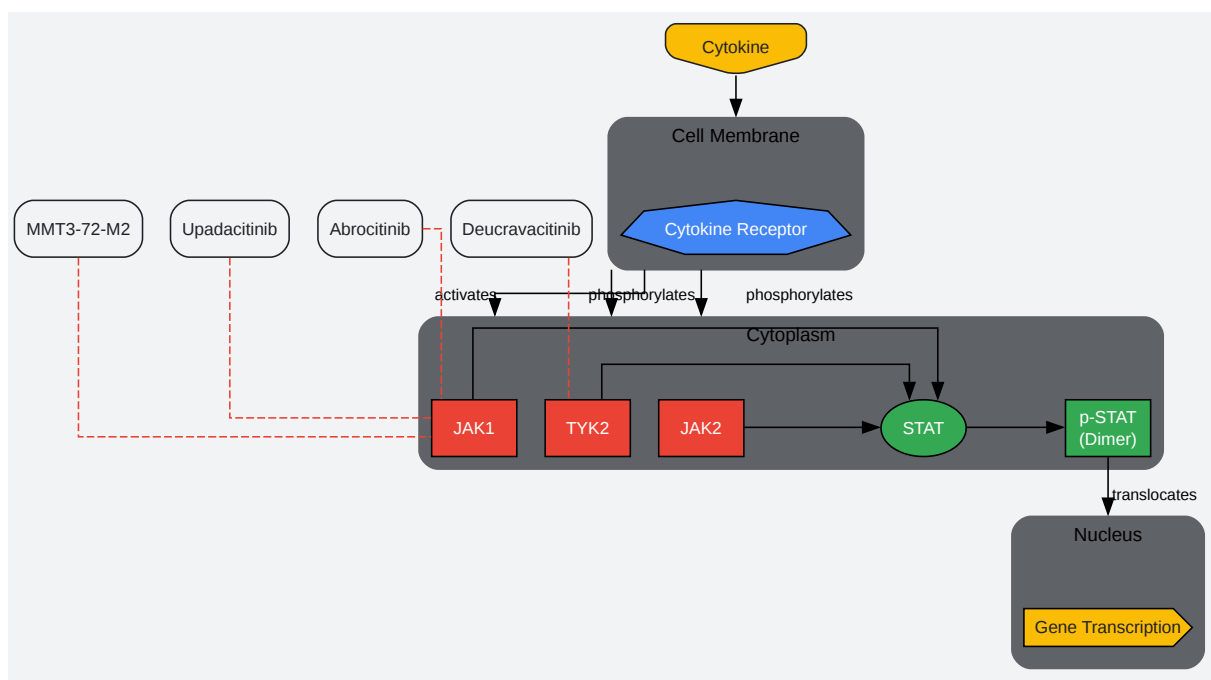 Cytokine
Cell Membrane
MMT3-72-M2
Upadacitinib
Abrocitinib
Deucravacitinib
Cytokine Receptor
activates
phosphorylates
phosphorylates
Cytoplasm
JAK1
TYK2
JAK2
STAT
p-STAT
(Dimer)
translocates
Nucleus
Gene Transcription